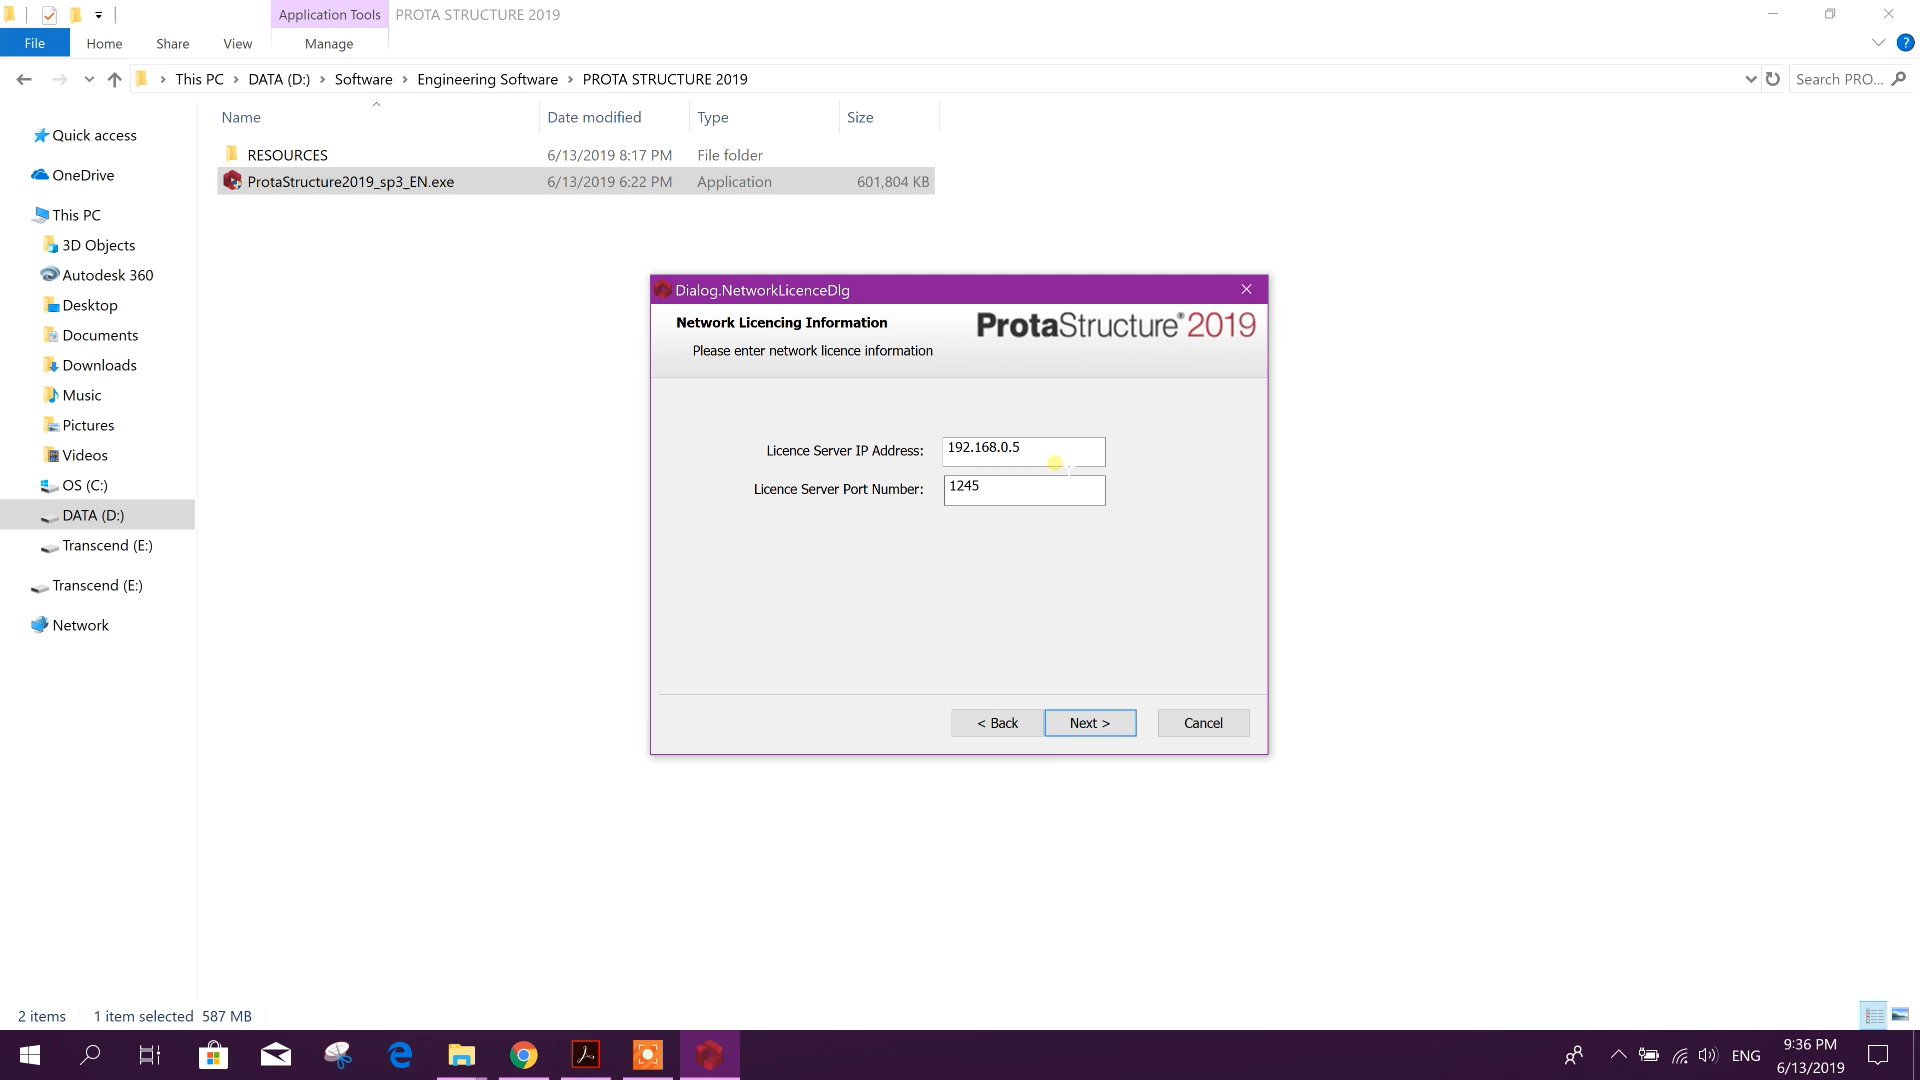 Application Tools PROTA STRUCTURE 2019
File Home Share View Manage
This PC DATA (D:) Software Engineering Software PROTA STRUCTURE 2019 Search PRO...
Name Date modified Type Size
RESOURCES 6/13/2019 8:17 PM File folder
ProtaStructure2019_sp3_EN.exe 6/13/2019 6:22 PM Application 601,804 KB
Quick access
OneDrive
This PC
3D Objects
Autodesk 360
Desktop
Documents
Downloads
Music
Pictures
Videos
OS (C:)
DATA (D:)
Transcend (E:)
Transcend (E:)
Network
Dialog.NetworkLicenceDlg
Network Licencing Information
Please enter network licence information
ProtaStructure® 2019
Licence Server IP Address: 192.168.0.5
Licence Server Port Number: 1245
< Back Next > Cancel
2 items 1 item selected 587 MB
ENG
9:36 PM
6/13/2019